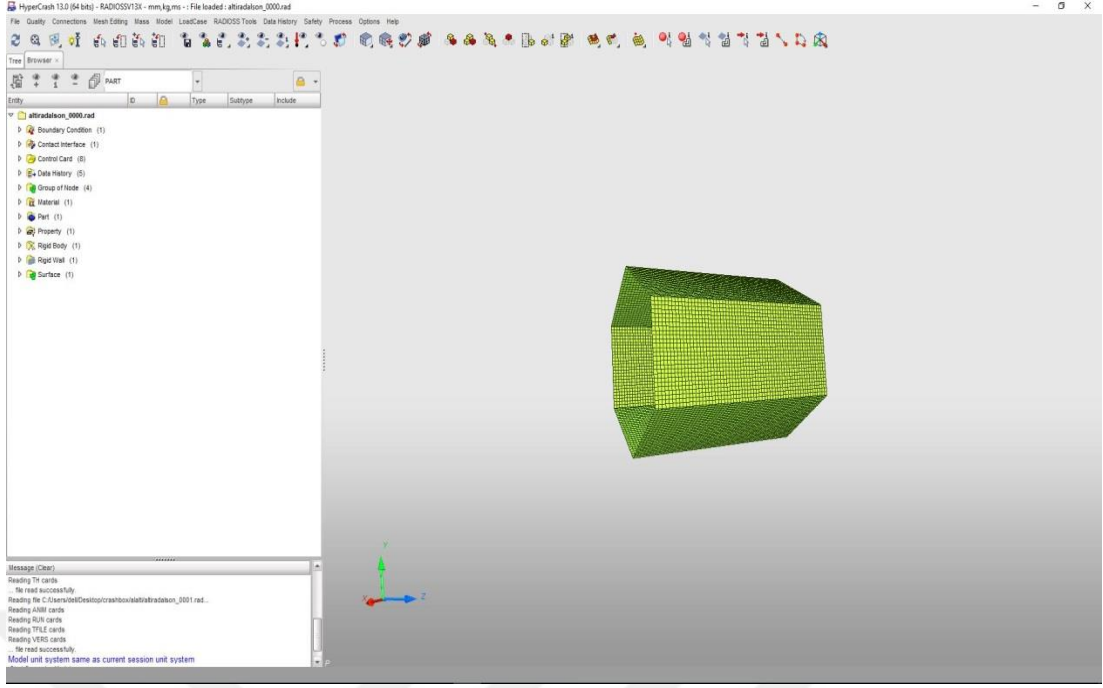 HyperCrash 13.0 (64 bits) - RADIOSSV13X - mm,kg,ms - : File loaded : altiradalson_0000.rad
File Quality Connections Mesh Editing Mass Model LoadCase RADIOSS Tools Data History Safety Process Options Help
Tree Browser ×
PART
Entity ID Type Subtype Include
altiradalson_0000.rad
Boundary Condition (1)
Contact Interface (1)
Control Card (8)
Data History (5)
Group of Node (4)
Material (1)
Part (1)
Property (1)
Rigid Body (1)
Rigid Wall (1)
Surface (1)
Message (Clear)
Reading TH cards
... file read successfully.
Reading file C:/Users/dell/Desktop/crashbox/alalti/altiradalson_0001.rad...
Reading ANIM cards
Reading RUN cards
Reading TFILE cards
Reading VERS cards
... file read successfully.
Model unit system same as current session unit system
Y
X
Z
P